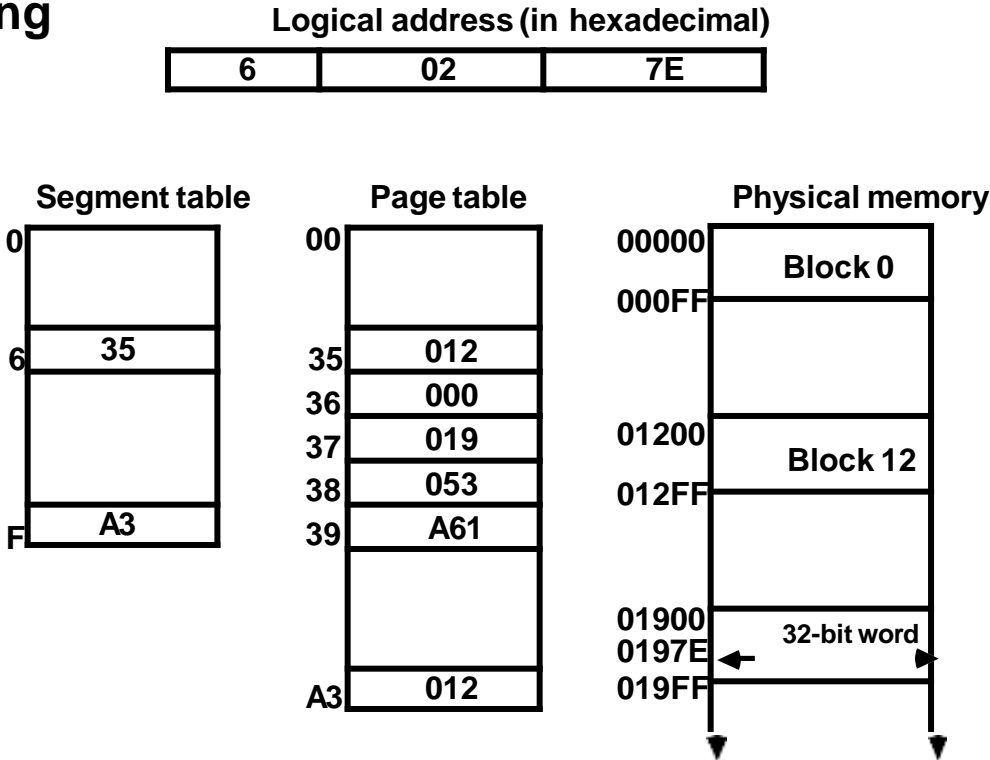 ng
Logical address (in hexadecimal)
6 02 7E
Segment table
0
6 35
F A3
Page table
00
35 012
36 000
37 019
38 053
39 A61
A3 012
Physical memory
00000
Block 0
000FF
01200
Block 12
012FF
01900
32-bit word
0197E
019FF